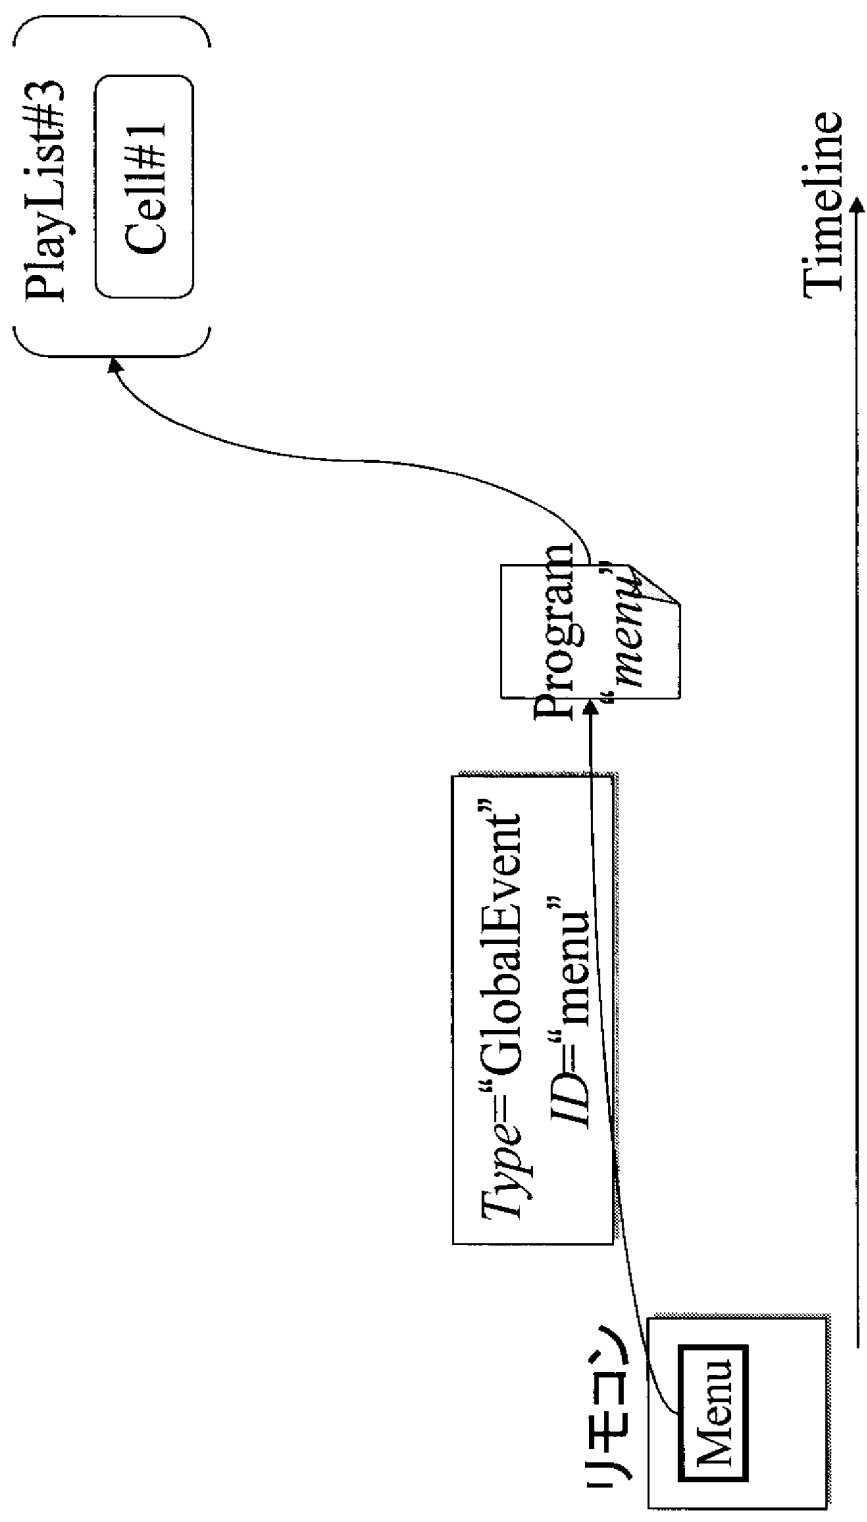 リモコン
Menu
Type=“GlobalEvent”
ID=“menu”
Program
“menu”
PlayList#3
Cell#1
Timeline